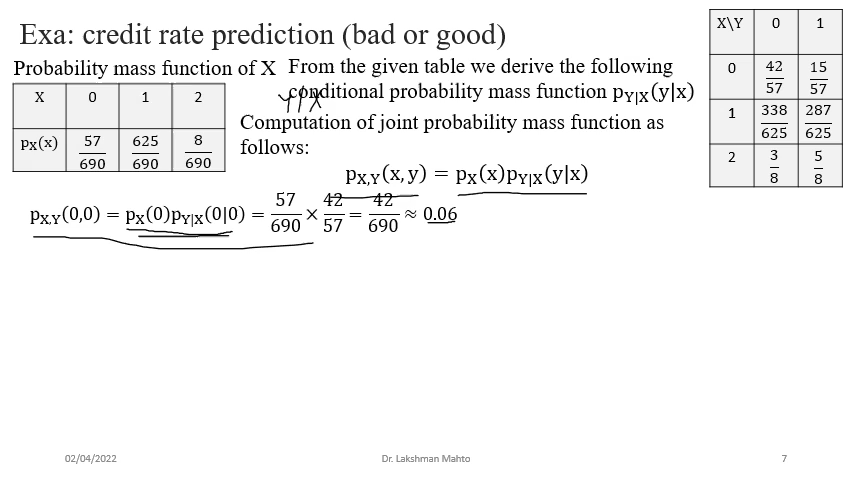 Exa: credit rate prediction (bad or good)
Probability mass function of X
X 0 1 2
pX(x) 57/690 625/690 8/690
From the given table we derive the following
conditional probability mass function pY|X(y|x)
Y|X
Computation of joint probability mass function as
follows:
pX,Y(x, y) = pX(x)pY|X(y|x)
pX,Y(0,0) = pX(0)pY|X(0|0) = 57/690 × 42/57 = 42/690 ≈ 0.06
X\Y 0 1
0 42/57 15/57
1 338/625 287/625
2 3/8 5/8
02/04/2022 Dr. Lakshman Mahto 7